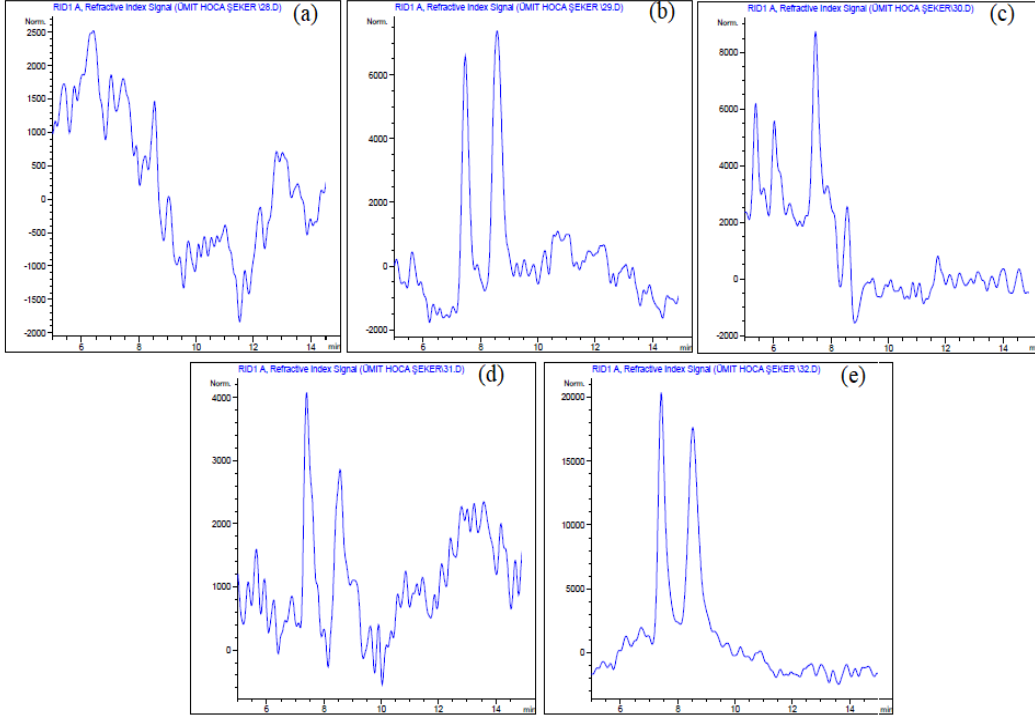 RID1 A, Refractive Index Signal (ÜMIT HOCA ŞEKER \28.D)
(a)
Norm.
2500
2000
1500
1000
500
0
-500
-1000
-1500
-2000
6 8 10 12 14 min
RID1 A, Refractive Index Signal (ÜMIT HOCA ŞEKER \29.D)
(b)
Norm.
6000
4000
2000
0
-2000
6 8 10 12 14 min
RID1 A, Refractive Index Signal (ÜMIT HOCA ŞEKER\30.D)
(c)
Norm.
8000
6000
4000
2000
0
-2000
6 8 10 12 14 min
RID1 A, Refractive Index Signal (ÜMIT HOCA ŞEKER\31.D)
(d)
Norm.
4000
3000
2000
1000
0
6 8 10 12 14 min
RID1 A, Refractive Index Signal (ÜMIT HOCA ŞEKER \32.D)
(e)
Norm.
20000
15000
10000
5000
0
6 8 10 12 14 min